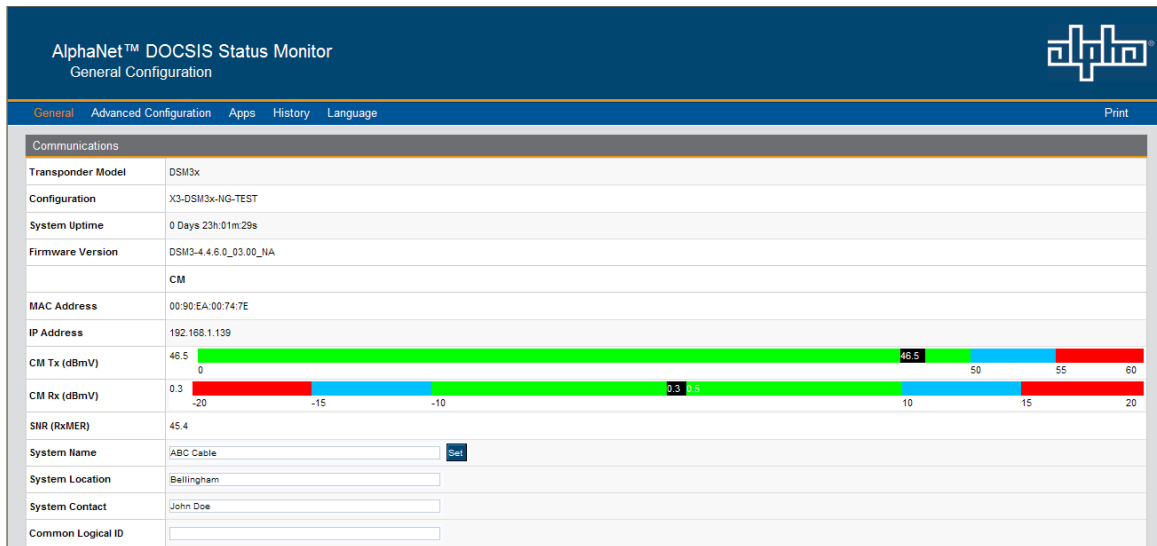 AlphaNet™ DOCSIS Status Monitor
General Configuration
alpha®
General Advanced Configuration Apps History Language Print
Communications
Transponder Model DSM3x
Configuration X3-DSM3x-NG-TEST
System Uptime 0 Days 23h:01m:29s
Firmware Version DSM3-4.4.6.0_03.00_NA
CM
MAC Address 00:90:EA:00:74:7E
IP Address 192.168.1.139
CM Tx (dBmV) 46.5 46.5
0 50 55 60
CM Rx (dBmV) 0.3 0.3 0.5
-20 -15 -10 10 15 20
SNR (RxMER) 45.4
System Name ABC Cable Set
System Location Bellingham
System Contact John Doe
Common Logical ID